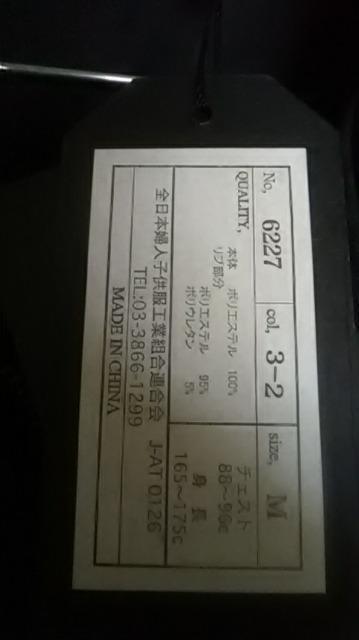 No, 6227 col, 3-2 size, M
QUALITY,
本体 ポリエステル 100%
リブ部分
ポリエステル 95%
ポリウレタン 5%
チェスト
88~96c
身長
165~175c
全日本婦人子供服工業組合連合会 J-AT 0126
TEL:03-3866-1299
MADE IN CHINA